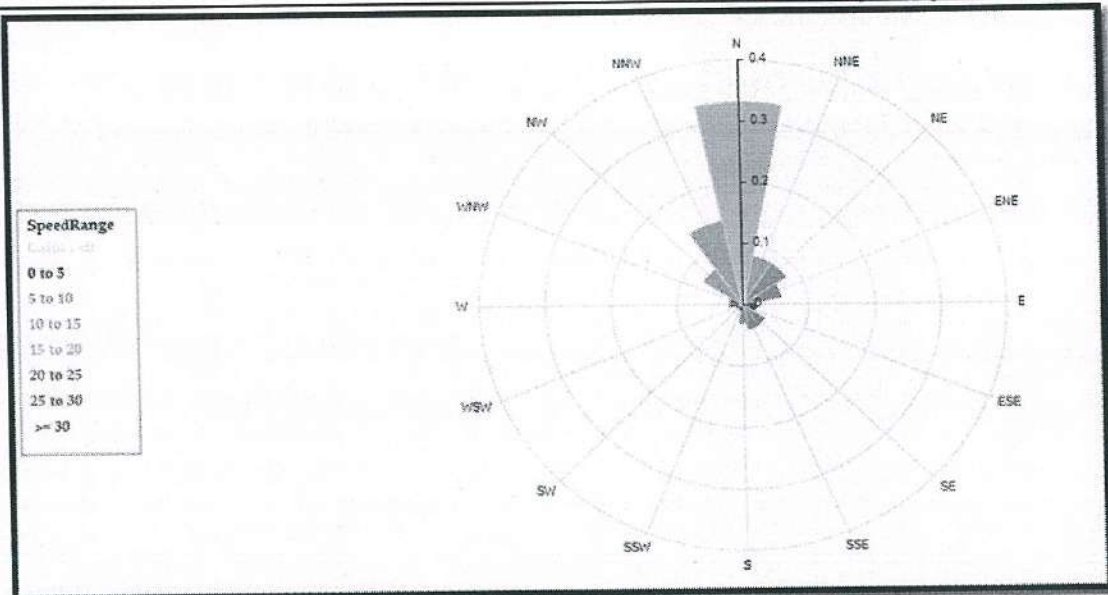 N
0.4
NNW
NNE
0.3
NW
NE
0.2
WNW
ENE
SpeedRange
0.1
0 to 5
5 to 10
W
0
E
10 to 15
15 to 20
20 to 25
25 to 30
>= 30
WSW
ESE
SW
SE
SSW
SSE
S